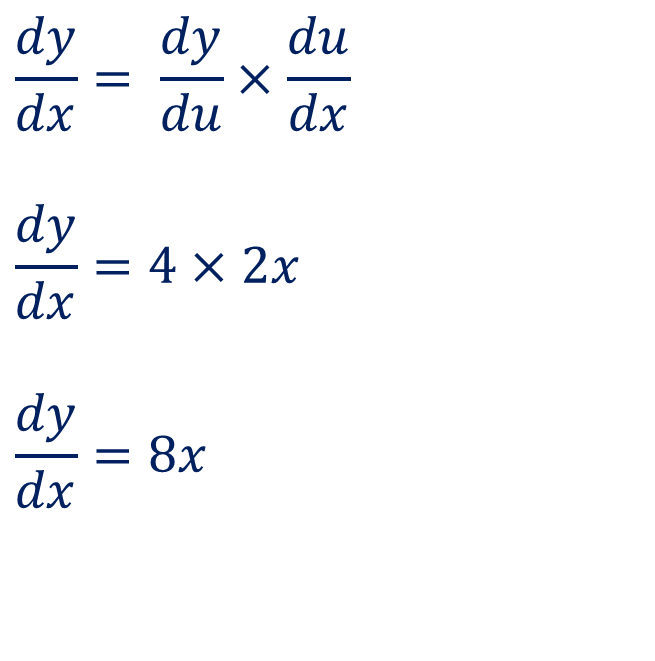 dy/dx = dy/du × du/dx
dy/dx = 4 × 2x
dy/dx = 8x